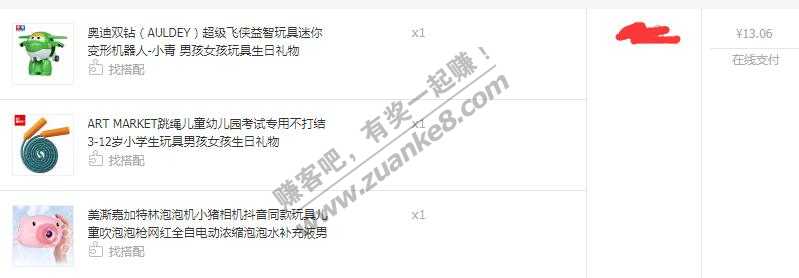 奥迪双钻（AULDEY）超级飞侠益智玩具迷你
变形机器人-小青 男孩女孩玩具生日礼物
找搭配
x1
¥13.06
在线支付
ART MARKET跳绳儿童幼儿园考试专用不打结
3-12岁小学生玩具男孩女孩生日礼物
找搭配
x1
美澌嘉加特林泡泡机小猪相机抖音同款玩具儿
童吹泡泡枪网红全自电动浓缩泡泡水补充液男
找搭配
x1
赚客吧，有奖一起赚！
www.zuanke8.com